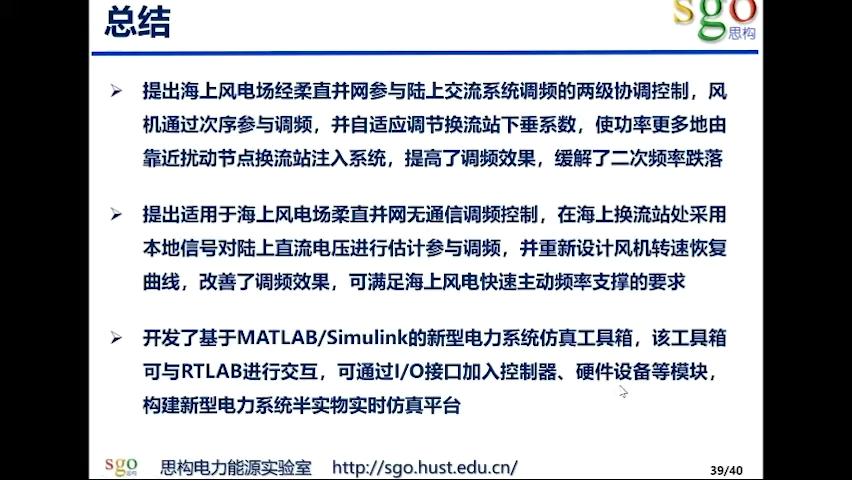 总结
sgo
思构
提出海上风电场经柔直并网参与陆上交流系统调频的两级协调控制，风
机通过次序参与调频，并自适应调节换流站下垂系数，使功率更多地由
靠近扰动节点换流站注入系统，提高了调频效果，缓解了二次频率跌落
提出适用于海上风电场柔直并网无通信调频控制，在海上换流站处采用
本地信号对陆上直流电压进行估计参与调频，并重新设计风机转速恢复
曲线，改善了调频效果，可满足海上风电快速主动频率支撑的要求
开发了基于MATLAB/Simulink的新型电力系统仿真工具箱，该工具箱
可与RTLAB进行交互，可通过I/O接口加入控制器、硬件设备等模块，
构建新型电力系统半实物实时仿真平台
sgo 思构 思构电力能源实验室 http://sgo.hust.edu.cn/ 39/40